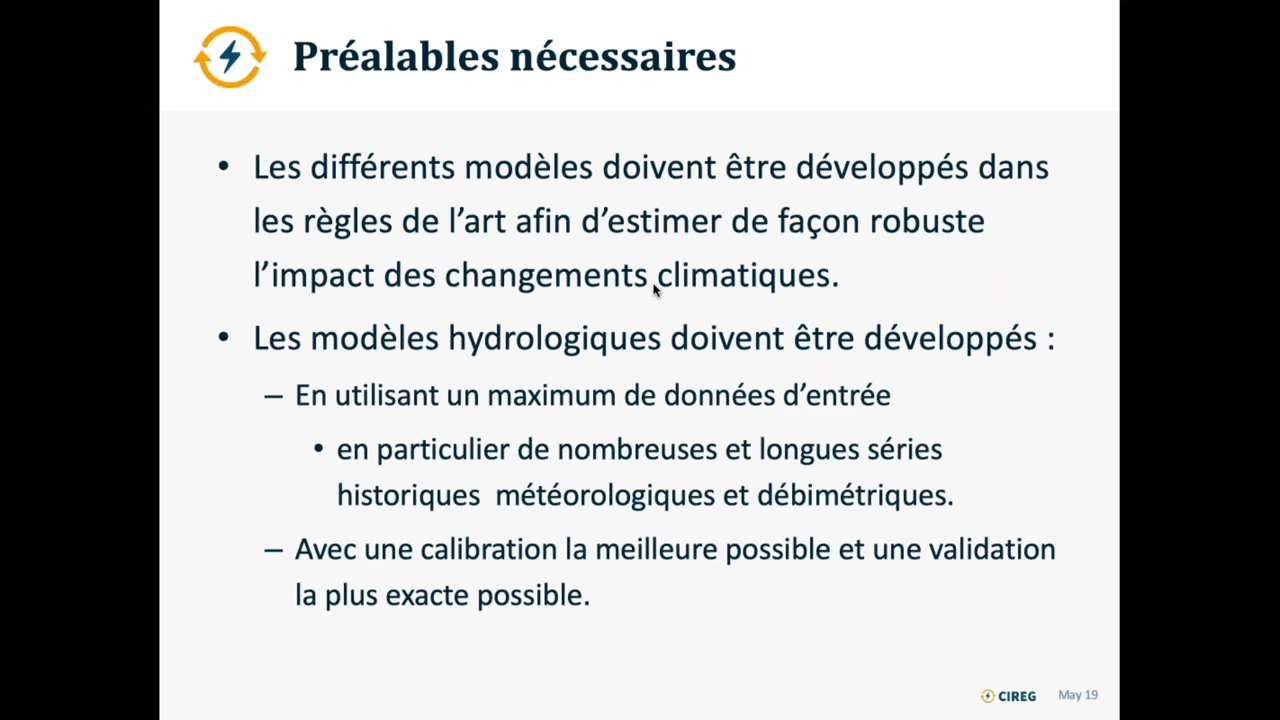 Préalables nécessaires
• Les différents modèles doivent être développés dans
les règles de l’art afin d’estimer de façon robuste
l’impact des changements climatiques.
• Les modèles hydrologiques doivent être développés :
– En utilisant un maximum de données d’entrée
• en particulier de nombreuses et longues séries
historiques météorologiques et débimétriques.
– Avec une calibration la meilleure possible et une validation
la plus exacte possible.
CIREG May 19